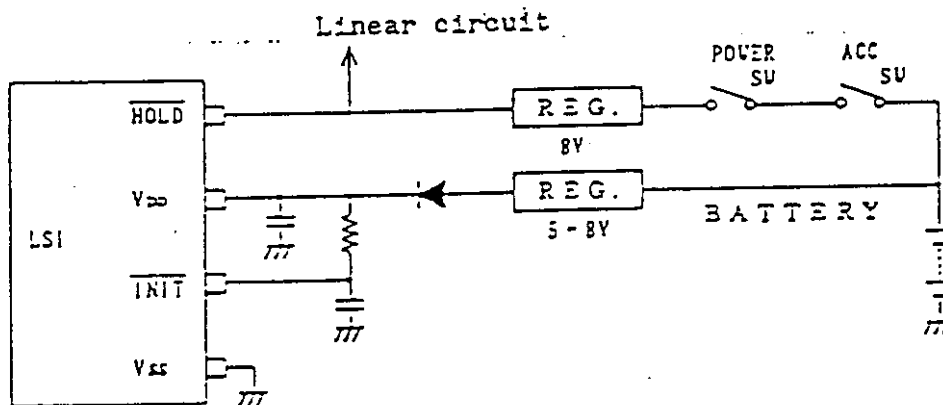 Linear circuit
POWER SW
ACC SW
HOLD
REG.
8V
VDD
REG.
5-8V
BATTERY
LSI
INIT
Vss